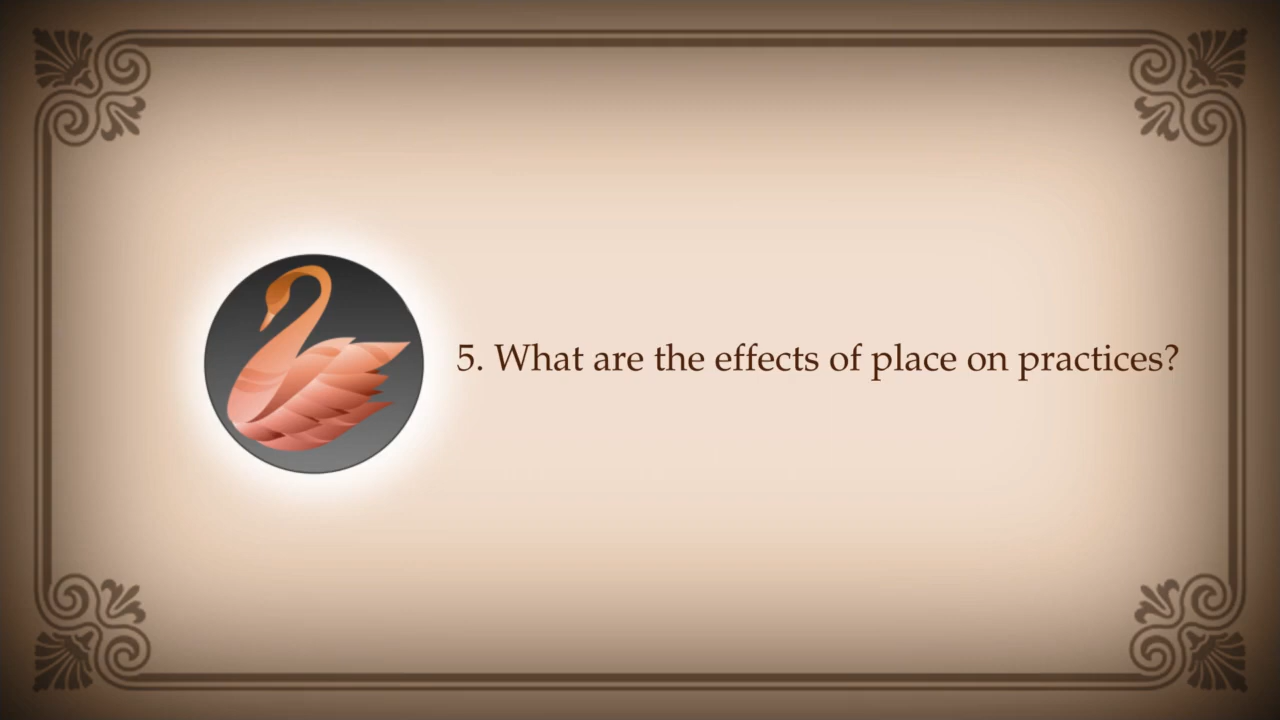 5. What are the effects of place on practices?